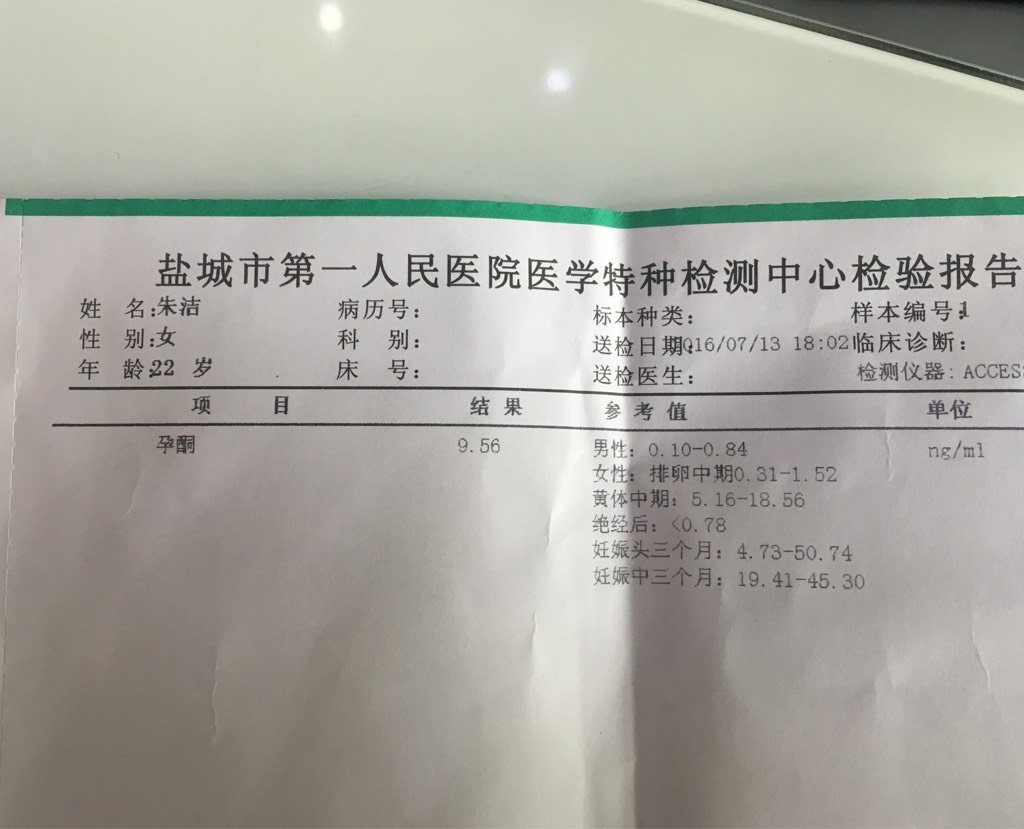 盐城市第一人民医院医学特种检测中心检验报告
姓 名:朱洁 病历号: 标本种类: 样本编号:1
性 别:女 科 别: 送检日期:016/07/13 18:02 临床诊断:
年 龄:22 岁 床 号: 送检医生: 检测仪器: ACCESS
项 目 结 果 参 考 值 单位
孕酮 9.56 男性: 0.10-0.84 ng/ml
女性: 排卵中期0.31-1.52
黄体中期: 5.16-18.56
绝经后: <0.78
妊娠头三个月: 4.73-50.74
妊娠中三个月: 19.41-45.30